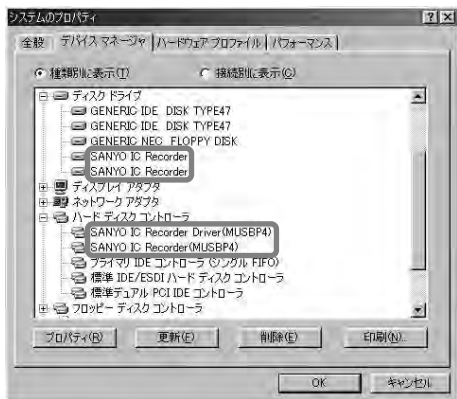 システムのプロパティ
全般 デバイス マネージャ ハードウェア プロファイル パフォーマンス
種類別に表示(T) 接続別に表示(C)
ディスク ドライブ
GENERIC IDE DISK TYPE47
GENERIC IDE DISK TYPE47
GENERIC NEC FLOPPY DISK
SANYO IC Recorder
SANYO IC Recorder
ディスプレイ アダプタ
ネットワーク アダプタ
ハード ディスク コントローラ
SANYO IC Recorder Driver(MUSBP4)
SANYO IC Recorder(MUSBP4)
プライマリ IDE コントローラ (シングル FIFO)
標準 IDE/ESDI ハード ディスク コントローラ
標準デュアル PCI IDE コントローラ
フロッピー ディスク コントローラ
プロパティ(R) 更新(F) 削除(E) 印刷(N)...
OK キャンセル